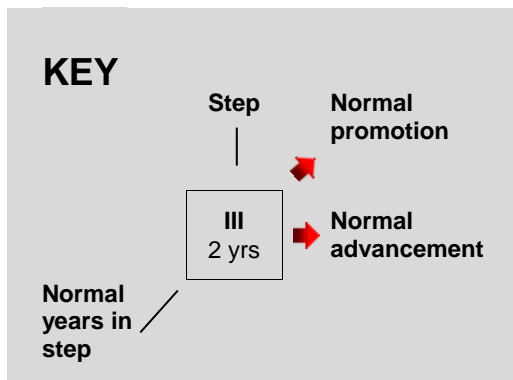 KEY
Step
Normal
promotion
III
2 yrs
Normal
advancement
Normal
years in
step